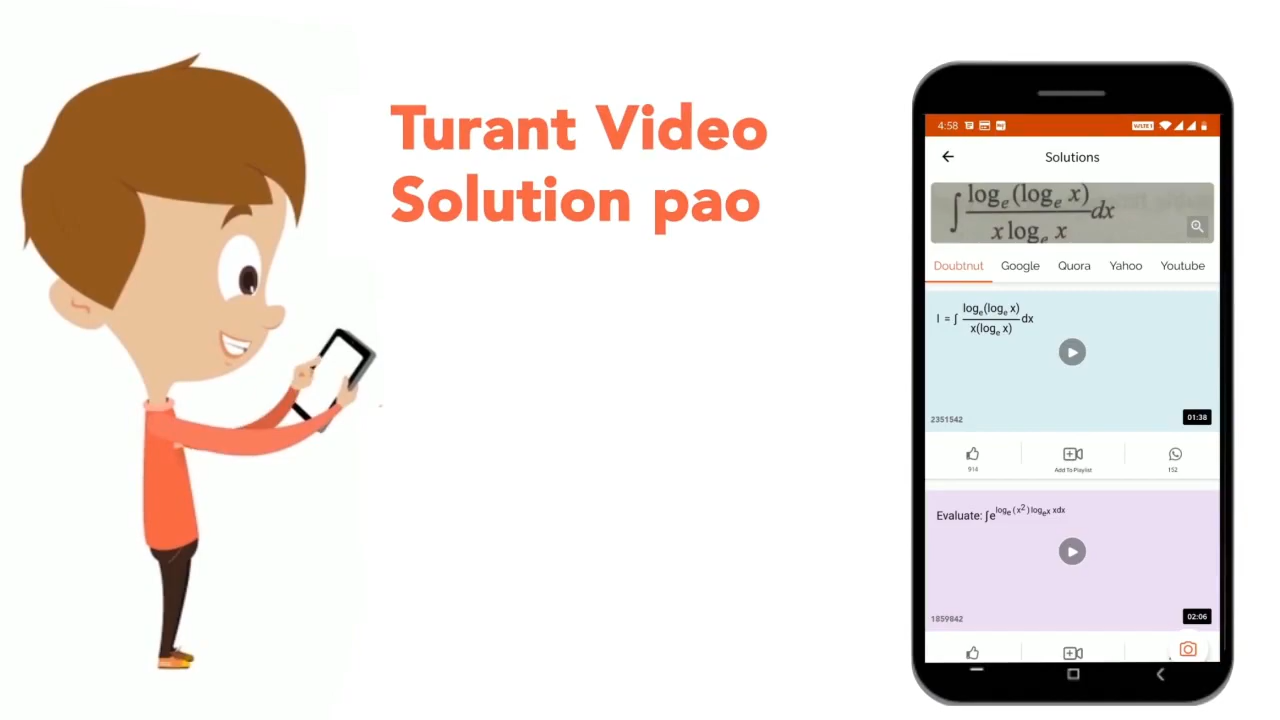 Turant Video
Solution pao
4:58
VoLTE1
Solutions
∫ logₑ(logₑ x) / x logₑ x dx
Doubtnut Google Quora Yahoo Youtube
I = ∫ logₑ(logₑ x) / x(logₑ x) dx
2351542 01:38
914 Add To Playlist 152
Evaluate: ∫e^logₑ(x²)logₑx xdx
1859842 02:06